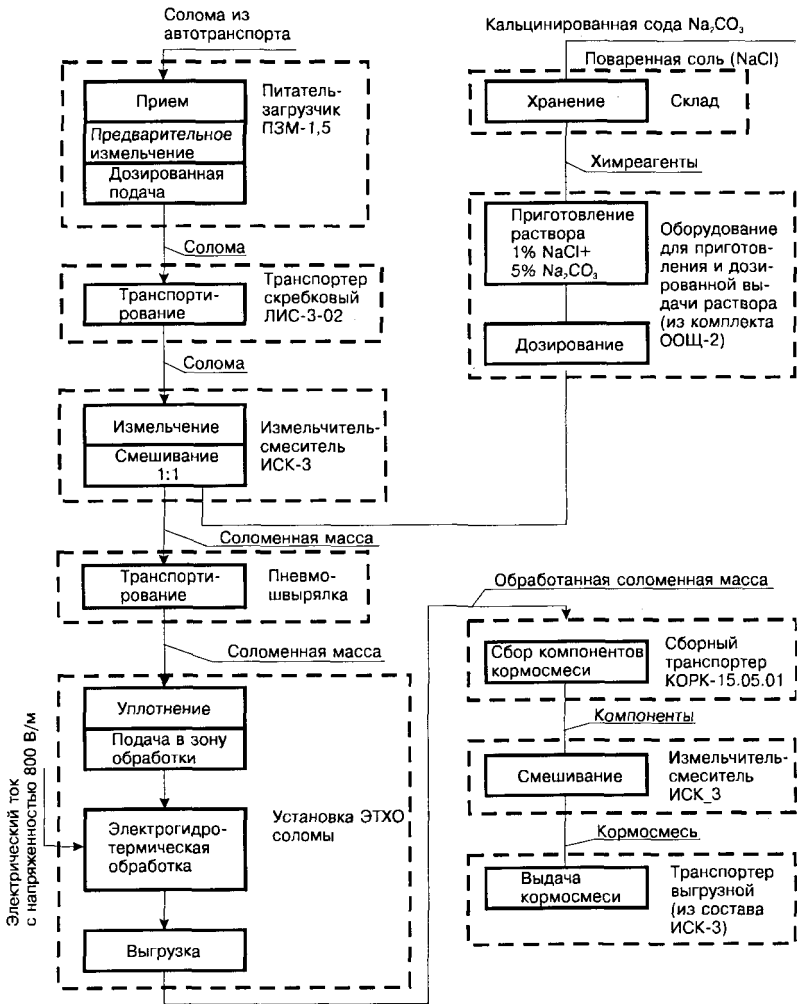 Солома из
автотранспорта
Прием
Предварительное
измельчение
Дозированная
подача
Питатель-
загрузчик
ПЗМ-1,5
Солома
Транспорти-
рование
Транспортер
скребковый
ЛИС-3-02
Солома
Измельчение
Смешивание
1:1
Измельчитель-
смеситель
ИСК-3
Соломенная масса
Транспорти-
рование
Пневмо-
швырялка
Соломенная масса
Уплотнение
Подача в зону
обработки
Электрогидро-
термическая
обработка
Выгрузка
Установка ЭТХО
соломы
Электрический ток
с напряженностью 800 В/м
Кальцинированная сода Na₂CO₃
Поваренная соль (NaCl)
Хранение
Склад
Химреагенты
Приготовление
раствора
1% NaCl+
5% Na₂CO₃
Дозирование
Оборудование
для приготов-
ления и дози-
рованной вы-
дачи раствора
(из комплекта
ООЩ-2)
Обработанная соломенная масса
Сбор компонентов
кормосмеси
Сборный
транспортер
КОРК-15.05.01
Компоненты
Смешивание
Измельчитель-
смеситель
ИСК_3
Кормосмесь
Выдача
кормосмеси
Транспортер
выгрузной
(из состава
ИСК-3)